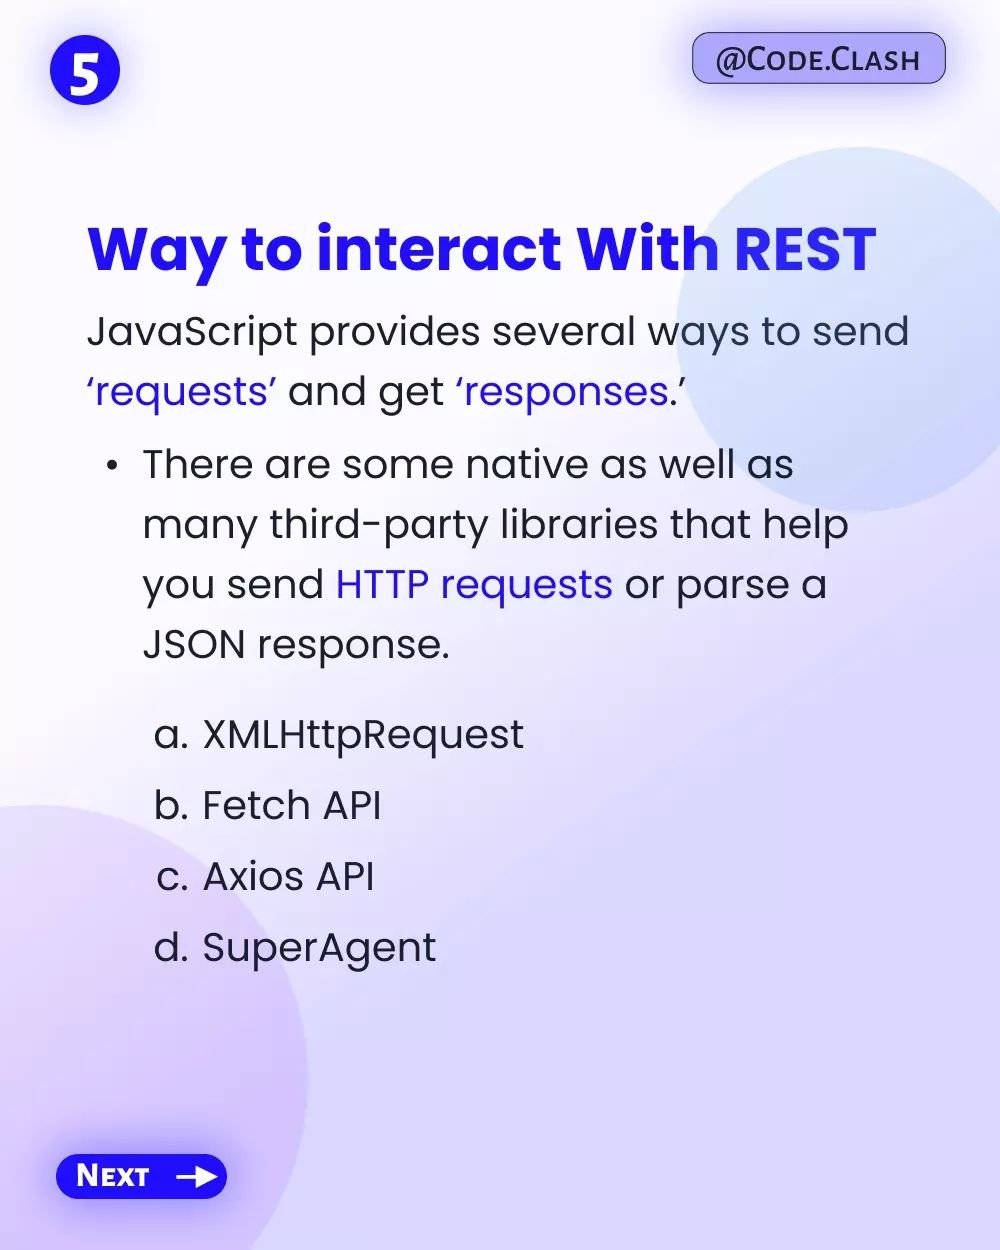 5
@Code.Clash
Way to interact With REST
JavaScript provides several ways to send
‘requests’ and get ‘responses.’
• There are some native as well as
many third-party libraries that help
you send HTTP requests or parse a
JSON response.
a. XMLHttpRequest
b. Fetch API
c. Axios API
d. SuperAgent
Next